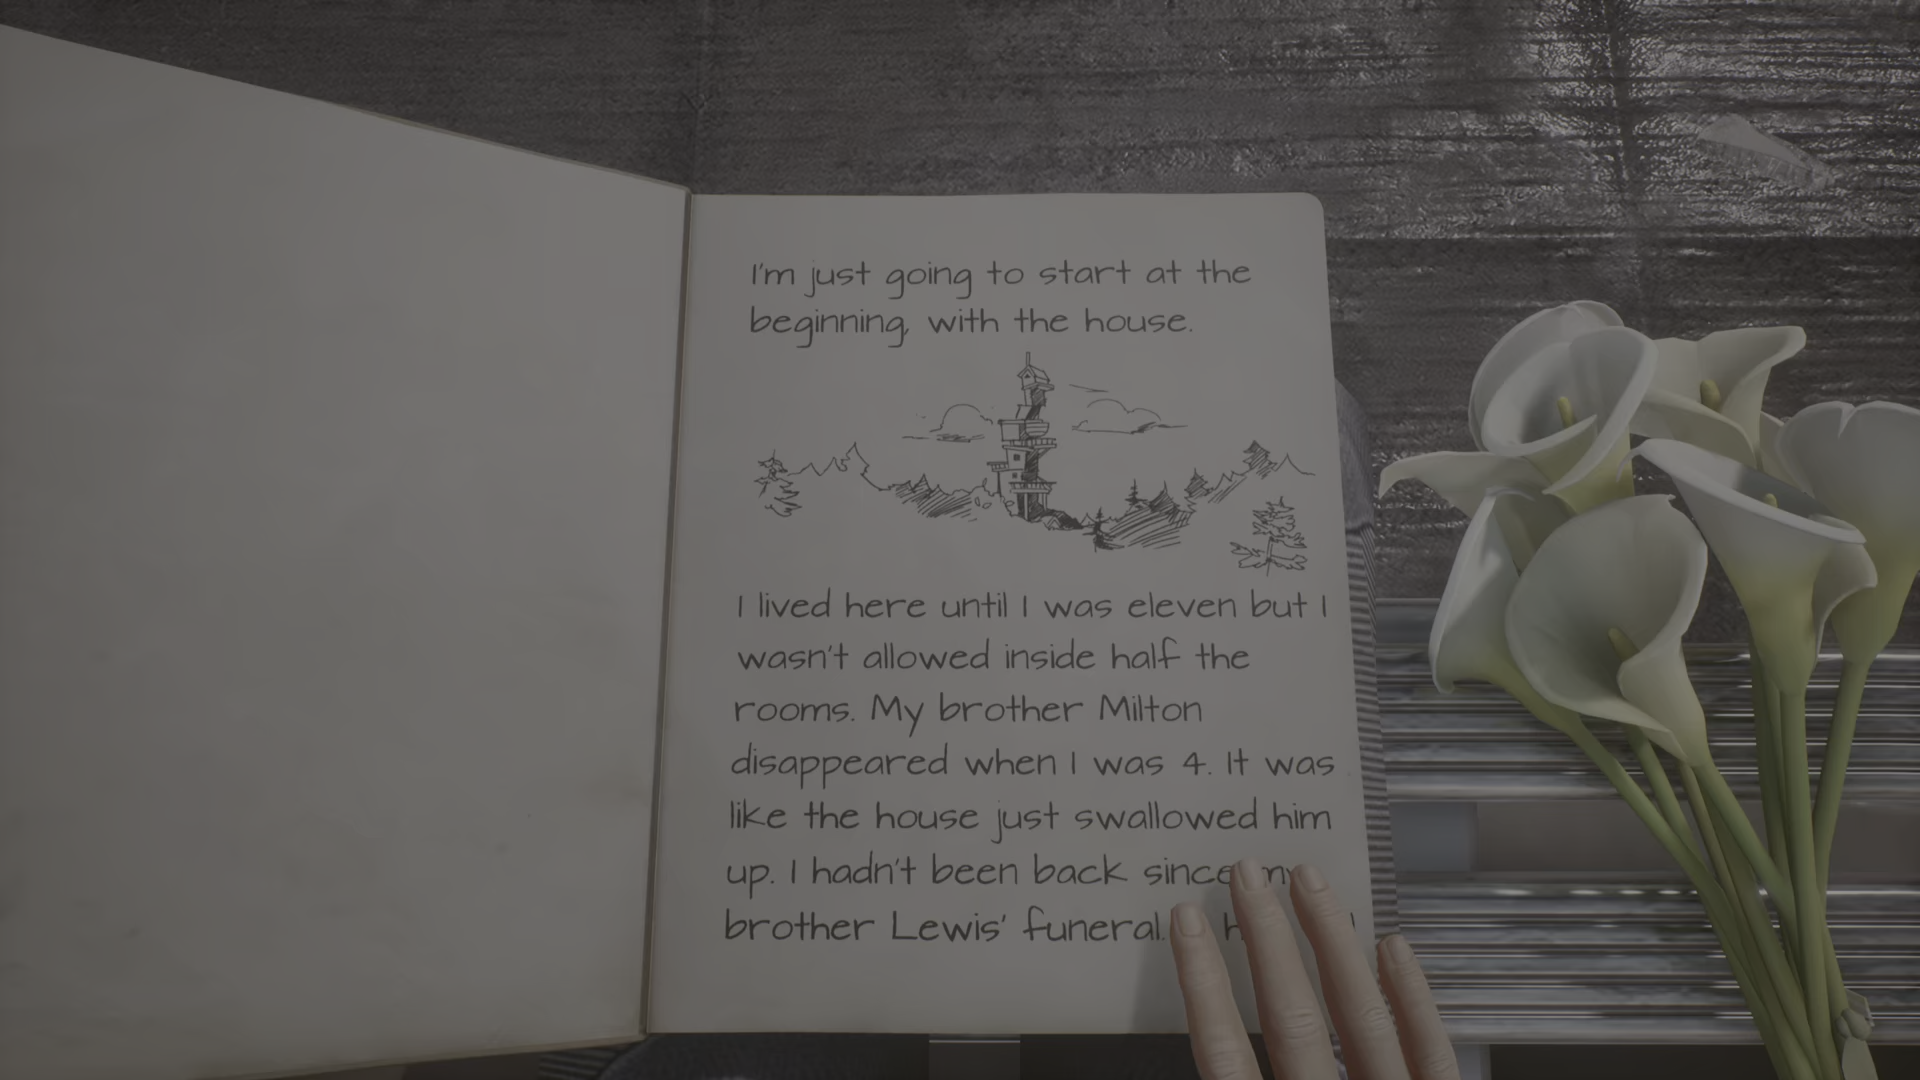 I'm just going to start at the
beginning, with the house.
I lived here until I was eleven but I
wasn't allowed inside half the
rooms. My brother Milton
disappeared when I was 4. It was
like the house just swallowed him
up. I hadn't been back since my
brother Lewis' funeral.